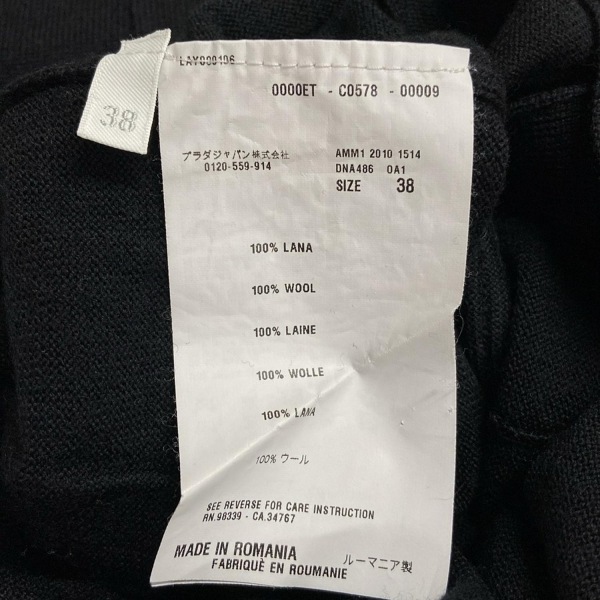 LAY000106
0000ET - C0578 - 00009
38
プラダジャパン株式会社
0120-559-914
AMM1 2010 1514
DNA486 0A1
SIZE 38
100% LANA
100% WOOL
100% LAINE
100% WOLLE
100% LANA
100% ウール
SEE REVERSE FOR CARE INSTRUCTION
RN.98339 - CA.34767
MADE IN ROMANIA
FABRIQUÉ EN ROUMANIE
ルーマニア製